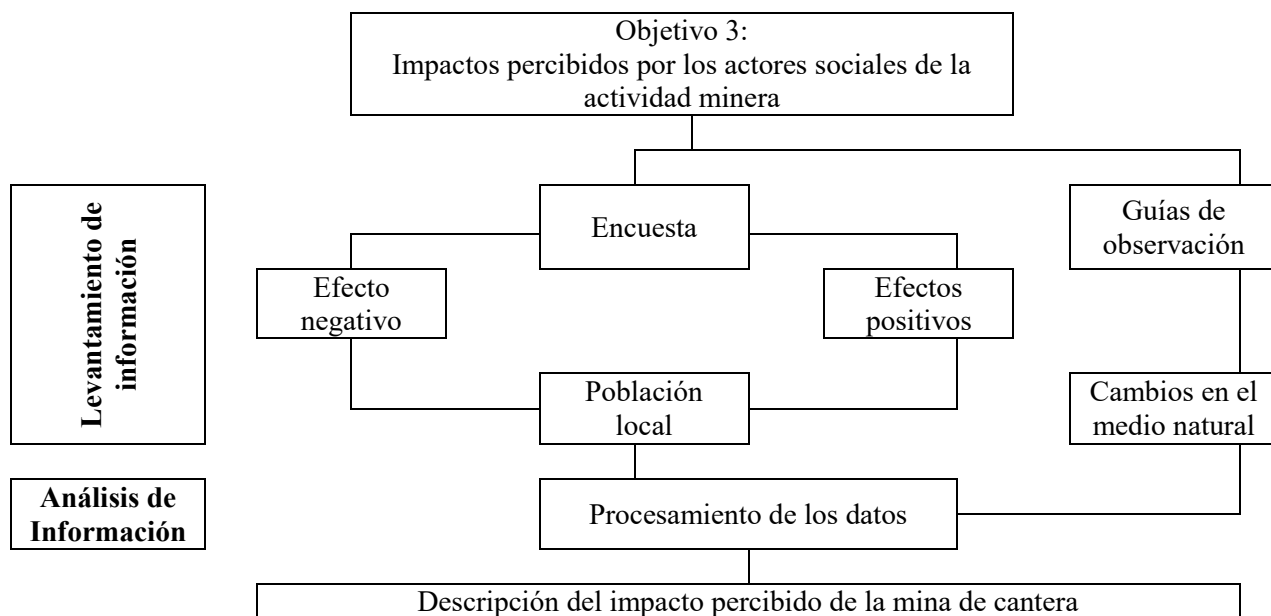 Objetivo 3:
Impactos percibidos por los actores sociales de la
actividad minera
Levantamiento de
información
Encuesta
Guías de
observación
Efecto
negativo
Efectos
positivos
Población
local
Cambios en el
medio natural
Análisis de
Información
Procesamiento de los datos
Descripción del impacto percibido de la mina de cantera